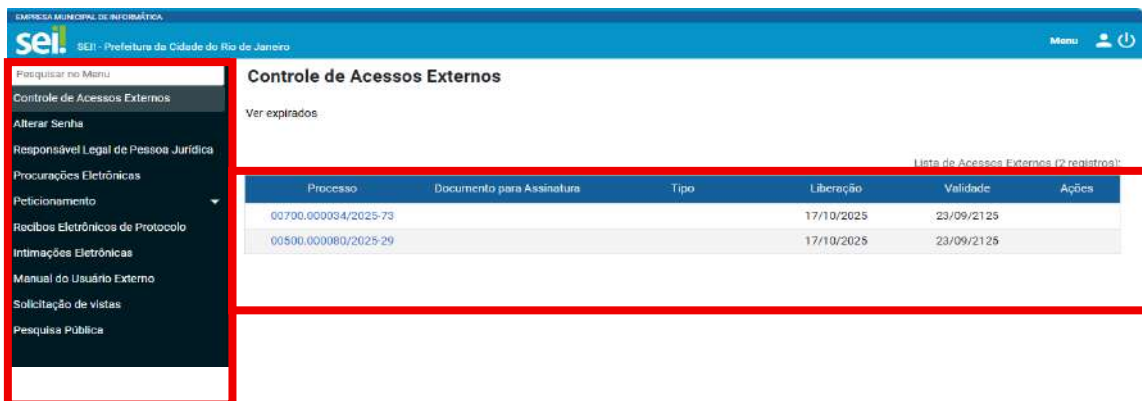 EMPRESA MUNICIPAL DE INFORMÁTICA
sei! SEI! - Prefeitura da Cidade do Rio de Janeiro
Menu
Pesquisar no Menu
Controle de Acessos Externos
Alterar Senha
Responsável Legal de Pessoa Jurídica
Procurações Eletrônicas
Peticionamento
Recibos Eletrônicos de Protocolo
Intimações Eletrônicas
Manual do Usuário Externo
Solicitação de vistas
Pesquisa Pública
Controle de Acessos Externos
Ver expirados
Lista de Acessos Externos (2 registros):
Processo Documento para Assinatura Tipo Liberação Validade Ações
00700.000034/2025-73 17/10/2025 23/09/2125
00500.000080/2025-29 17/10/2025 23/09/2125